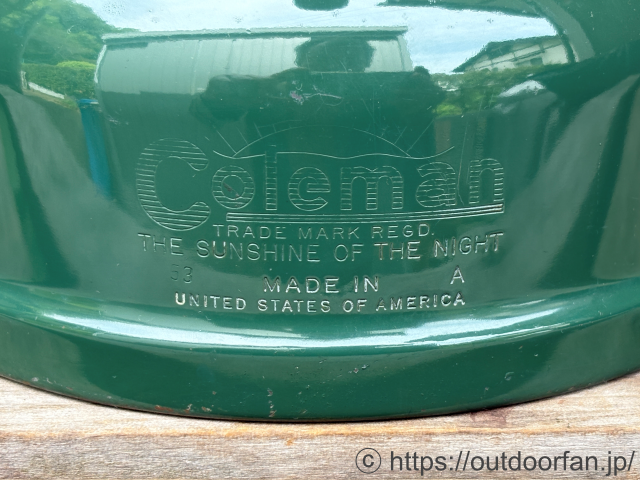 Coleman
TRADE MARK REGD.
THE SUNSHINE OF THE NIGHT
53 MADE IN A
UNITED STATES OF AMERICA
© https://outdoorfan.jp/